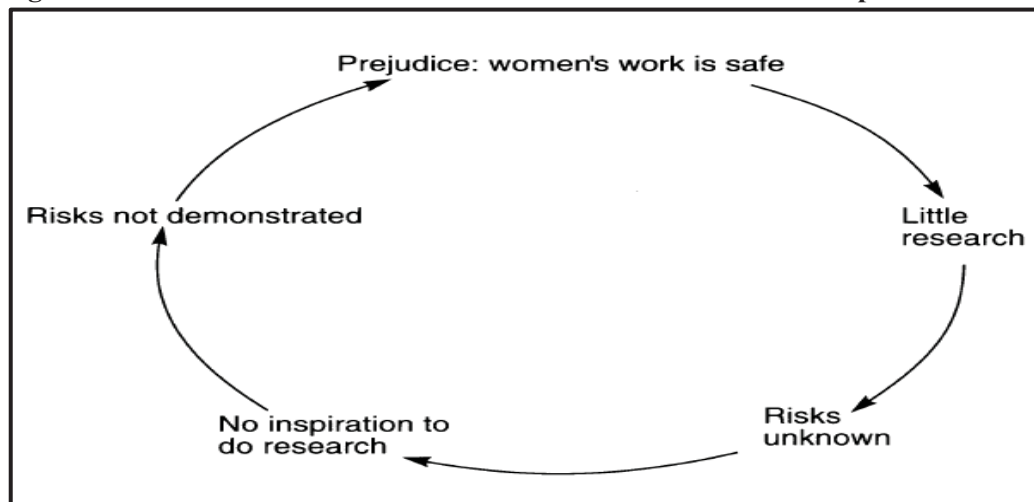 Prejudice: women's work is safe
Little
research
Risks
unknown
No inspiration to
do research
Risks not demonstrated